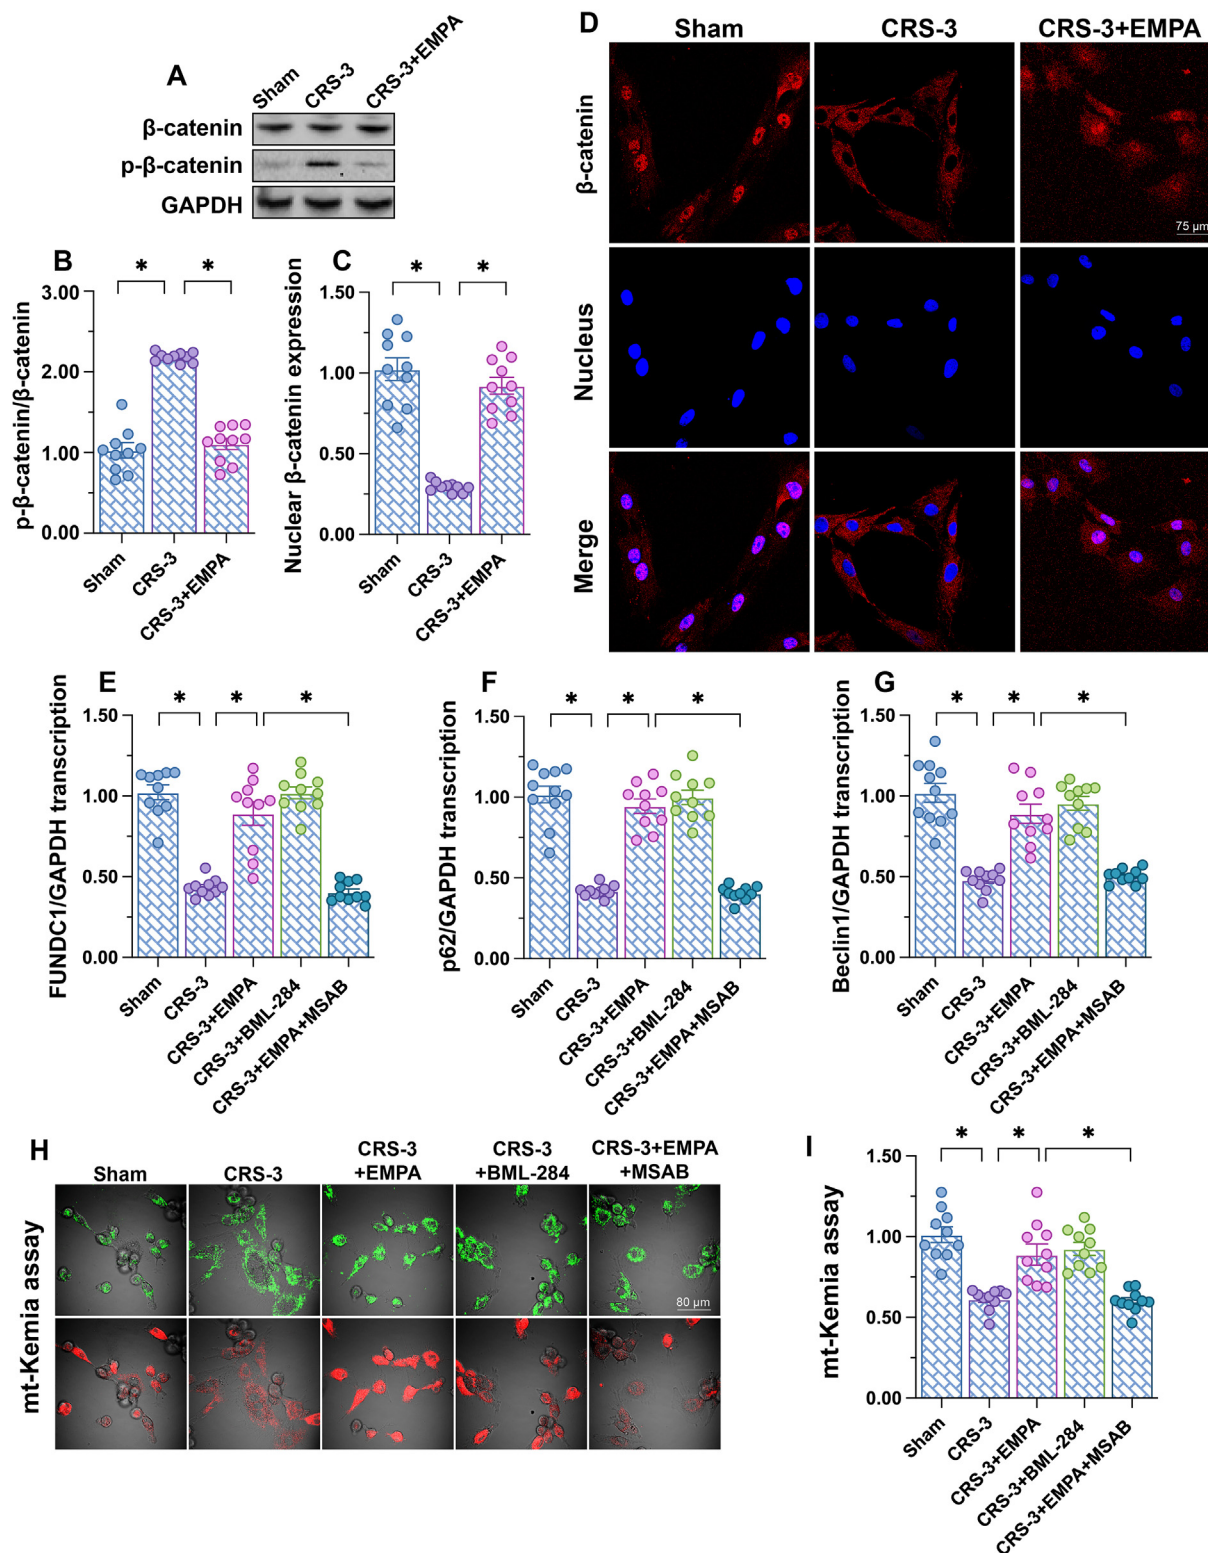 A
Sham
CRS-3
CRS-3+EMPA
β-catenin
p-β-catenin
GAPDH
B
p-β-catenin/β-catenin
3.00
2.00
1.00
0.00
*
*
Sham
CRS-3
CRS-3+EMPA
C
Nuclear β-catenin expression
1.50
1.00
0.50
0.00
*
*
Sham
CRS-3
CRS-3+EMPA
D
Sham
CRS-3
CRS-3+EMPA
β-catenin
75 μm
Nucleus
Merge
E
FUNDC1/GAPDH transcription
1.50
1.00
0.50
0.00
*
*
*
Sham
CRS-3
CRS-3+EMPA
CRS-3+BML-284
CRS-3+EMPA+MSAB
F
p62/GAPDH transcription
1.50
1.00
0.50
0.00
*
*
*
Sham
CRS-3
CRS-3+EMPA
CRS-3+BML-284
CRS-3+EMPA+MSAB
G
Beclin1/GAPDH transcription
1.50
1.00
0.50
0.00
*
*
*
Sham
CRS-3
CRS-3+EMPA
CRS-3+BML-284
CRS-3+EMPA+MSAB
H
Sham
CRS-3
CRS-3
+EMPA
CRS-3
+BML-284
CRS-3+EMPA
+MSAB
mt-Kemia assay
80 μm
I
mt-Kemia assay
1.50
1.00
0.50
0.00
*
*
*
Sham
CRS-3
CRS-3+EMPA
CRS-3+BML-284
CRS-3+EMPA+MSAB